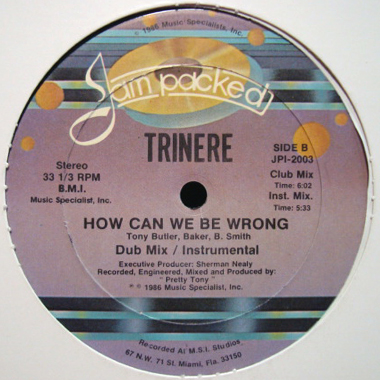 © 1986 Music Specialist, Inc.
Jam packed
TRINERE
Stereo
33 1/3 RPM
B.M.I.
Music Specialist, Inc.
SIDE B
JPI-2003
Club Mix
Time: 6:02
Inst. Mix.
Time: 5:33
HOW CAN WE BE WRONG
Tony Butler, Baker, B. Smith
Dub Mix / Instrumental
Executive Producer: Sherman Nealy
Recorded, Engineered, Mixed and Produced by:
" Pretty Tony"
℗ © 1986 Music Specialist, Inc.
Recorded At M.S.I. Studios
67 N.W. 71 St. Miami, Fla. 33150